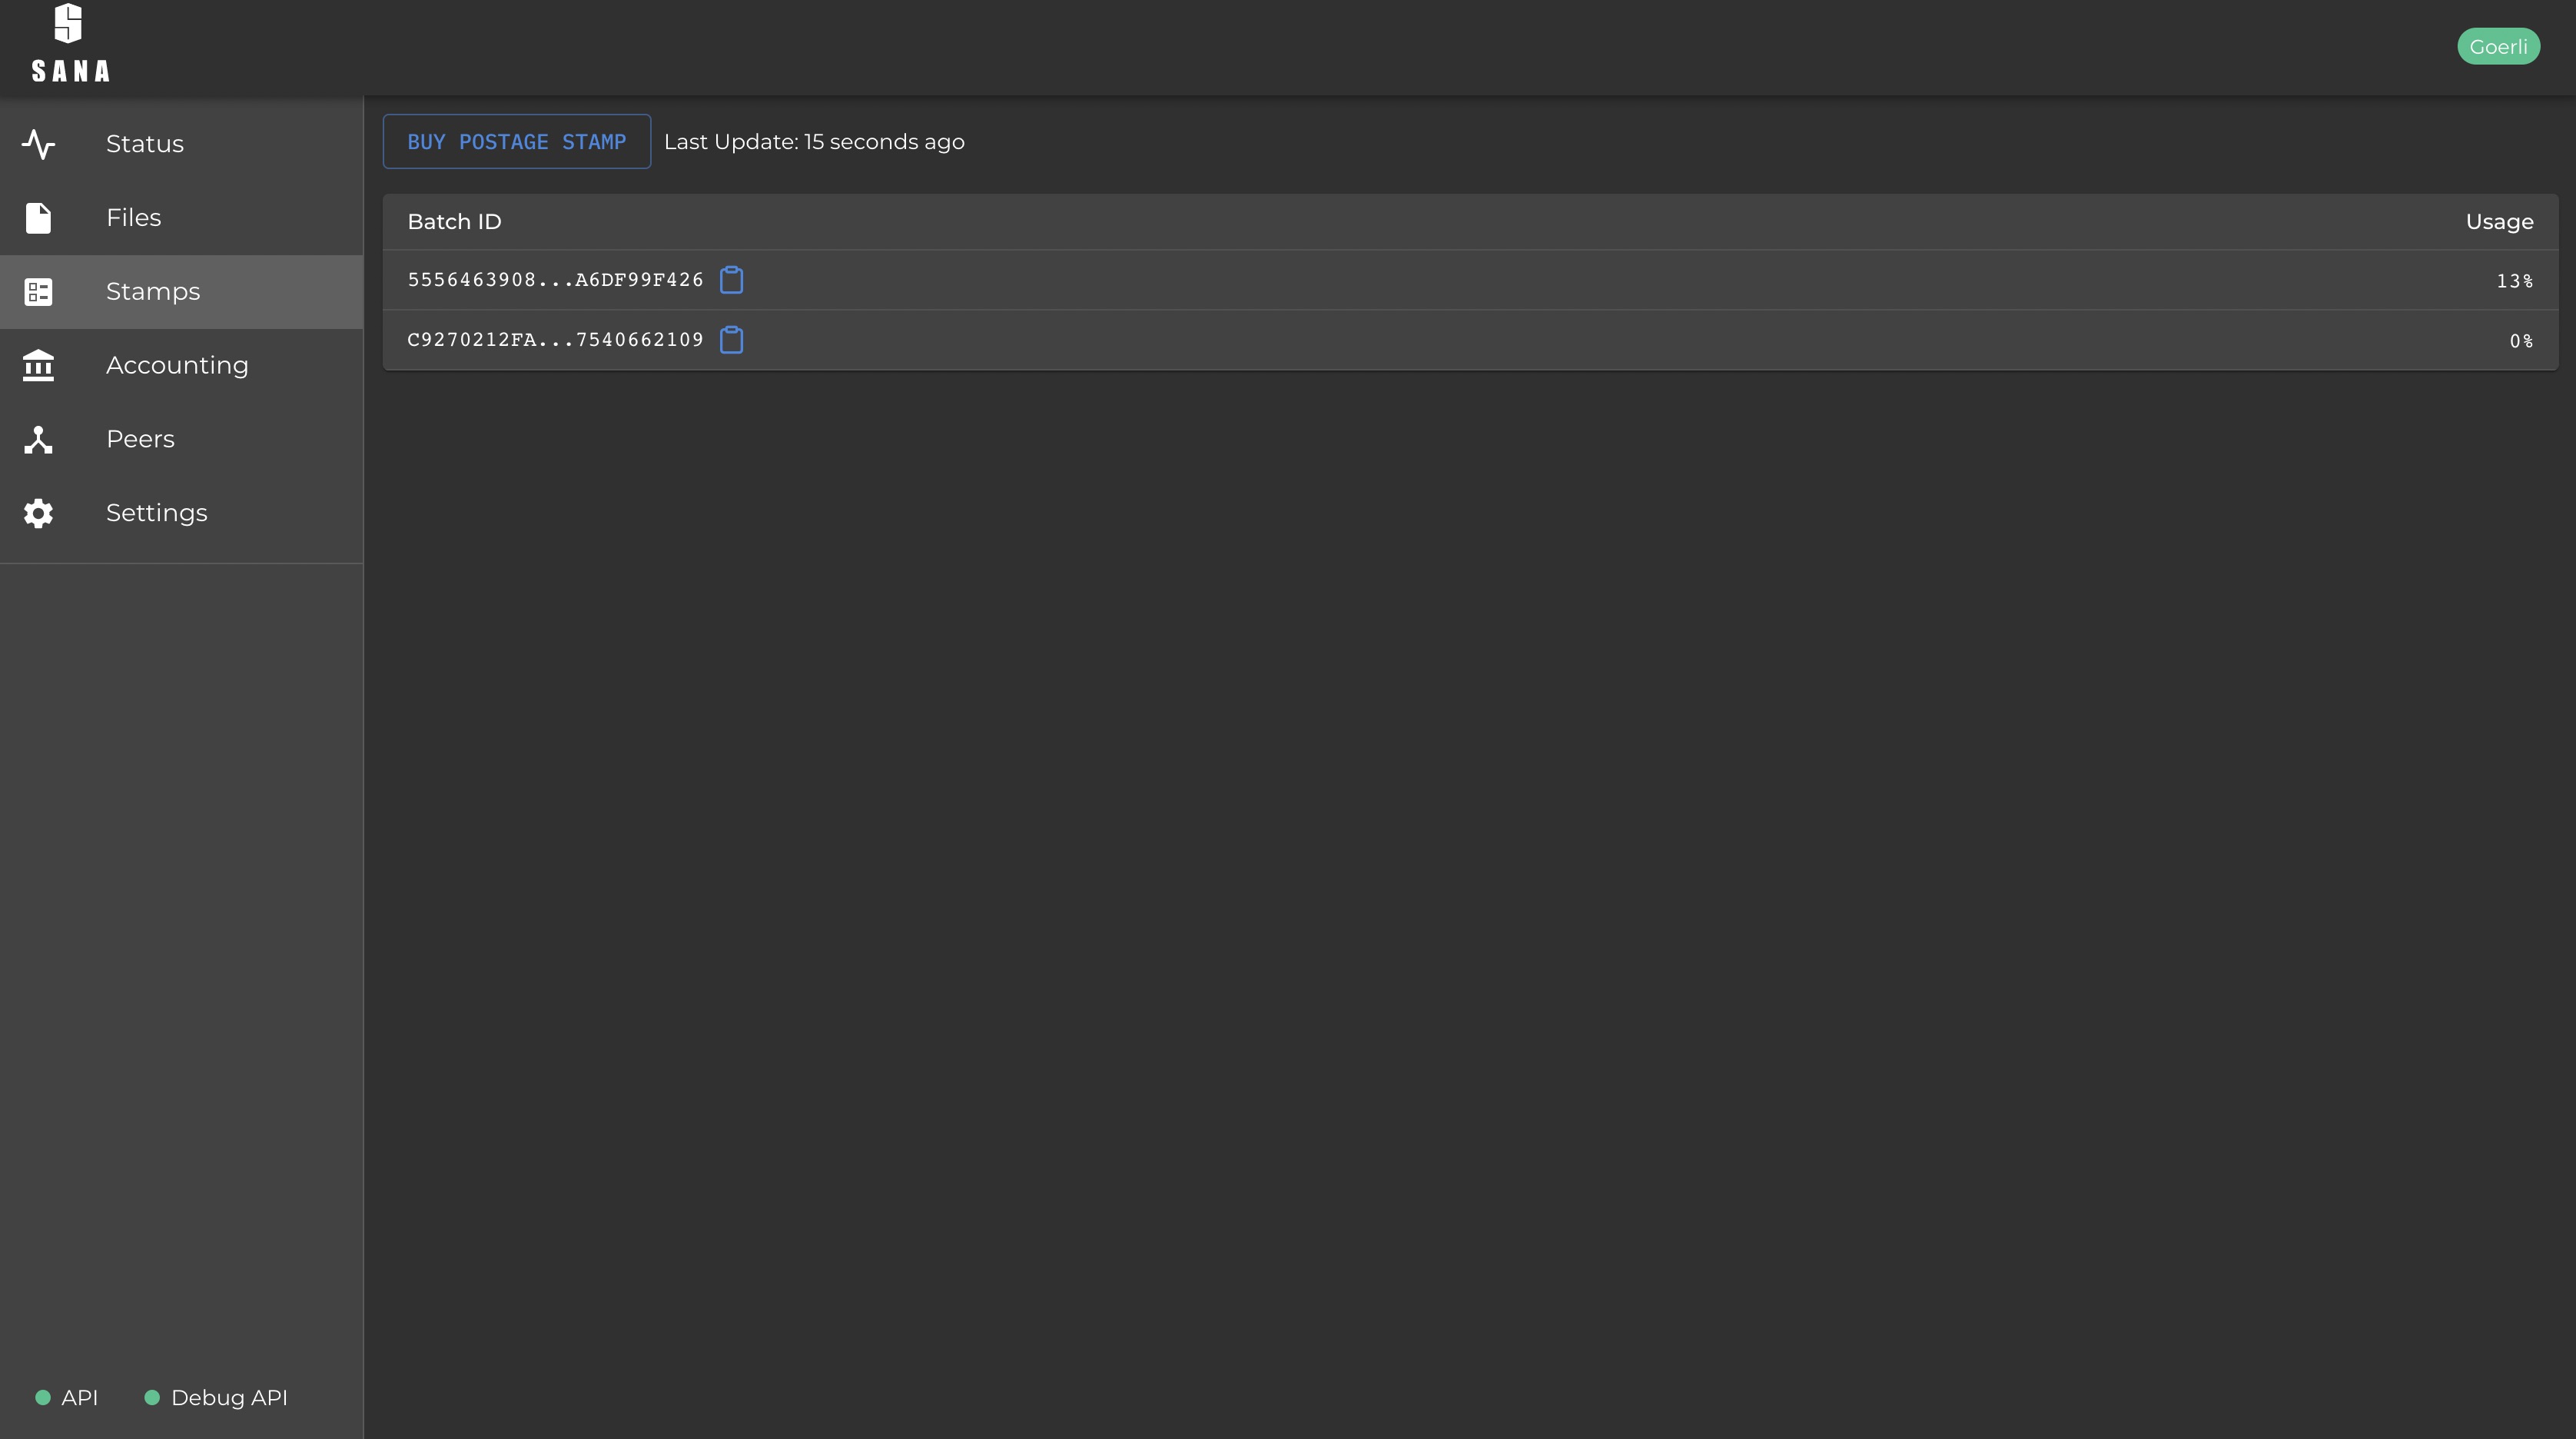 SANA
Goerli
Status
Files
Stamps
Accounting
Peers
Settings
BUY POSTAGE STAMP Last Update: 15 seconds ago
Batch ID Usage
5556463908...A6DF99F426 13%
C9270212FA...7540662109 0%
API Debug API